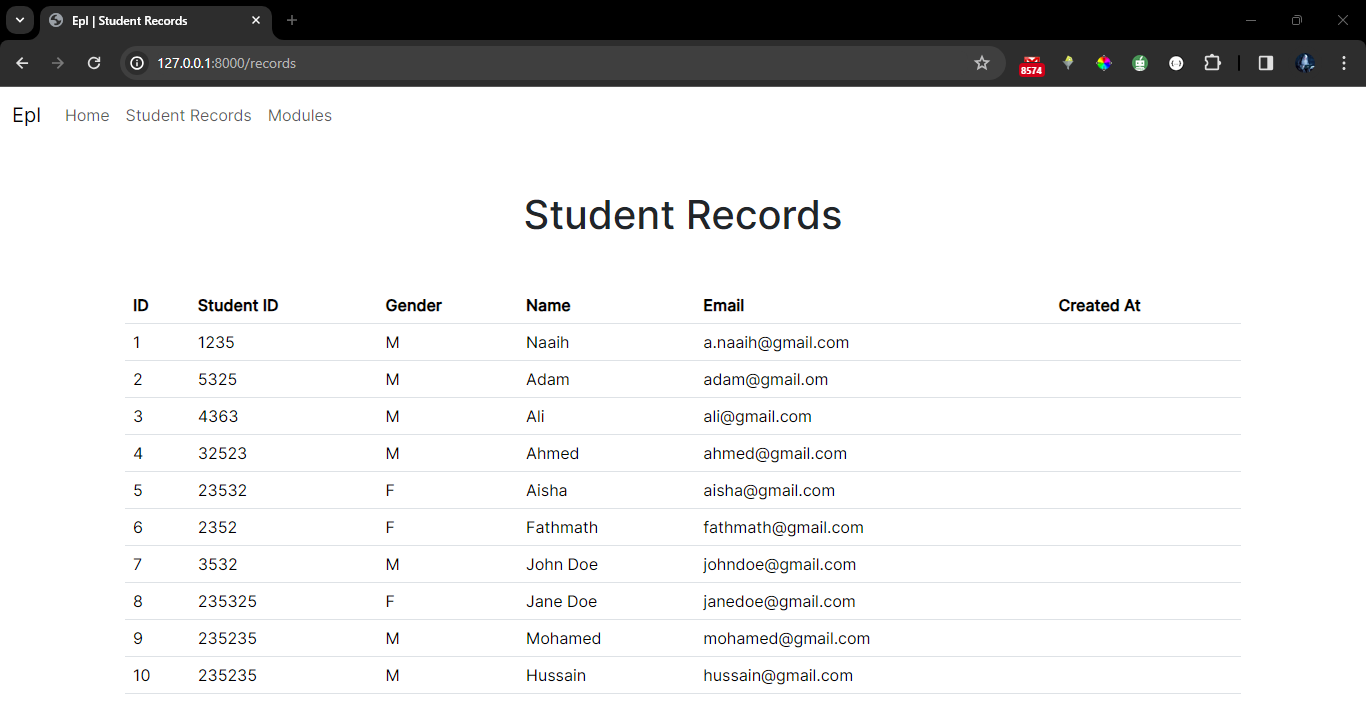 Epl | Student Records
127.0.0.1:8000/records
8574
Epl Home Student Records Modules
Student Records
ID Student ID Gender Name Email Created At
1 1235 M Naaih a.naaih@gmail.com
2 5325 M Adam adam@gmail.om
3 4363 M Ali ali@gmail.com
4 32523 M Ahmed ahmed@gmail.com
5 23532 F Aisha aisha@gmail.com
6 2352 F Fathmath fathmath@gmail.com
7 3532 M John Doe johndoe@gmail.com
8 235325 F Jane Doe janedoe@gmail.com
9 235235 M Mohamed mohamed@gmail.com
10 235235 M Hussain hussain@gmail.com